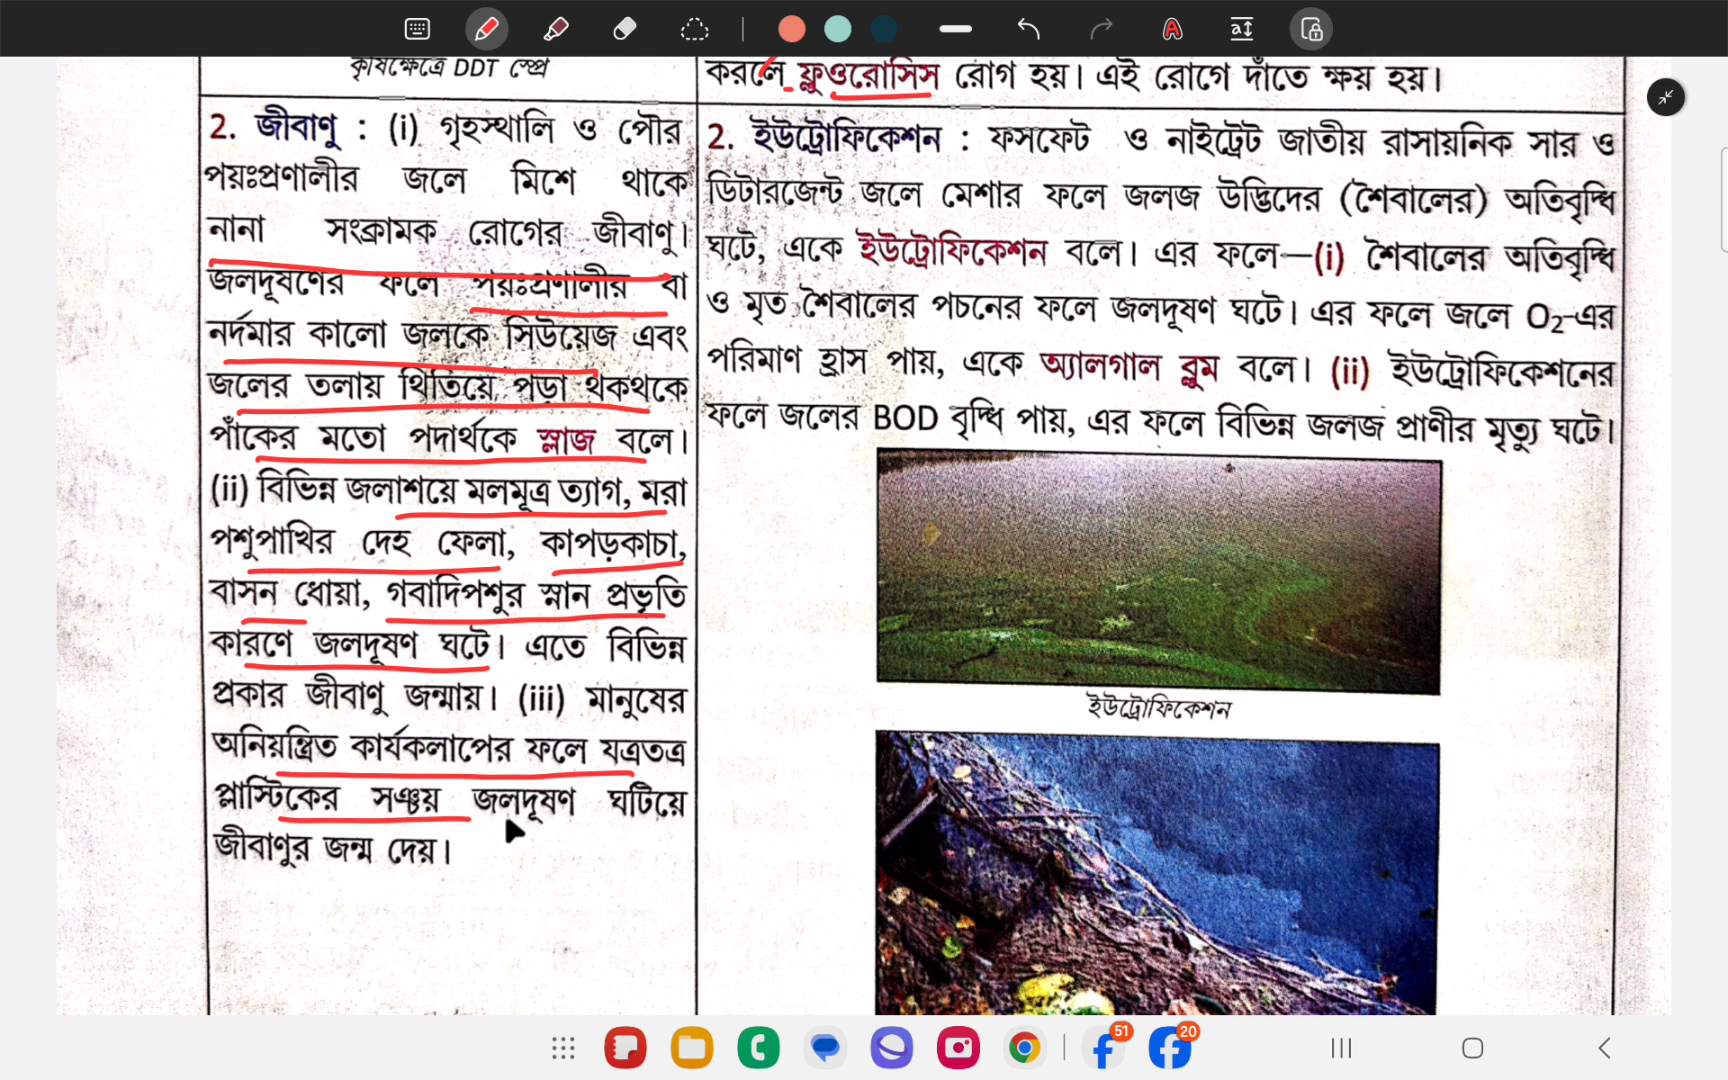 কৃষিক্ষেত্রে DDT স্প্রে
2. জীবাণু : (i) গৃহস্থালি ও পৌর
পয়ঃপ্রণালীর জলে মিশে থাকে
নানা সংক্রামক রোগের জীবাণু।
জলদূষণের ফলে পয়ঃপ্রণালীর বা
নর্দমার কালো জলকে সিউয়েজ এবং
জলের তলায় থিতিয়ে পড়া থকথকে
পাঁকের মতো পদার্থকে স্লাজ বলে।
(ii) বিভিন্ন জলাশয়ে মলমূত্র ত্যাগ, মরা
পশুপাখির দেহ ফেলা, কাপড়কাচা,
বাসন ধোয়া, গবাদিপশুর স্নান প্রভৃতি
কারণে জলদূষণ ঘটে। এতে বিভিন্ন
প্রকার জীবাণু জন্মায়। (iii) মানুষের
অনিয়ন্ত্রিত কার্যকলাপের ফলে যত্রতত্র
প্লাস্টিকের সঞ্চয় জলদূষণ ঘটিয়ে
জীবাণুর জন্ম দেয়।
করলে ফ্লুওরোসিস রোগ হয়। এই রোগে দাঁতে ক্ষয় হয়।
2. ইউট্রোফিকেশন : ফসফেট ও নাইট্রেট জাতীয় রাসায়নিক সার ও
ডিটারজেন্ট জলে মেশার ফলে জলজ উদ্ভিদের (শৈবালের) অতিবৃদ্ধি
ঘটে, একে ইউট্রোফিকেশন বলে। এর ফলে—(i) শৈবালের অতিবৃদ্ধি
ও মৃত শৈবালের পচনের ফলে জলদূষণ ঘটে। এর ফলে জলে O₂-এর
পরিমাণ হ্রাস পায়, একে অ্যালগাল ব্লুম বলে। (ii) ইউট্রোফিকেশনের
ফলে জলের BOD বৃদ্ধি পায়, এর ফলে বিভিন্ন জলজ প্রাণীর মৃত্যু ঘটে।
ইউট্রোফিকেশন
51
20